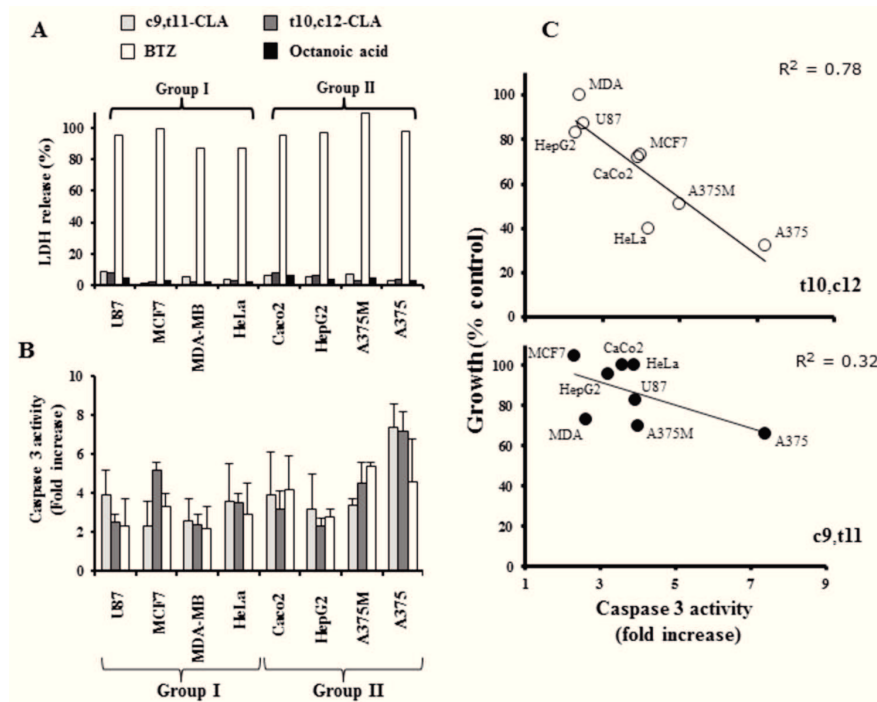 A
c9,t11-CLA
t10,c12-CLA
BTZ
Octanoic acid
Group I
Group II
LDH release (%)
100
80
60
40
20
0
U87
MCF7
MDA-MB
HeLa
Caco2
HepG2
A375M
A375
B
Caspase 3 activity
(Fold increase)
10
8
6
4
2
0
U87
MCF7
MDA-MB
HeLa
Caco2
HepG2
A375M
A375
Group I
Group II
C
R² = 0.78
Growth (% control)
100
80
60
40
20
0
MDA
U87
HepG2
MCF7
CaCo2
A375M
HeLa
A375
t10,c12
R² = 0.32
100
80
60
40
20
0
MCF7
CaCo2
HeLa
HepG2
U87
MDA
A375M
A375
c9,t11
1
3
5
7
9
Caspase 3 activity
(fold increase)